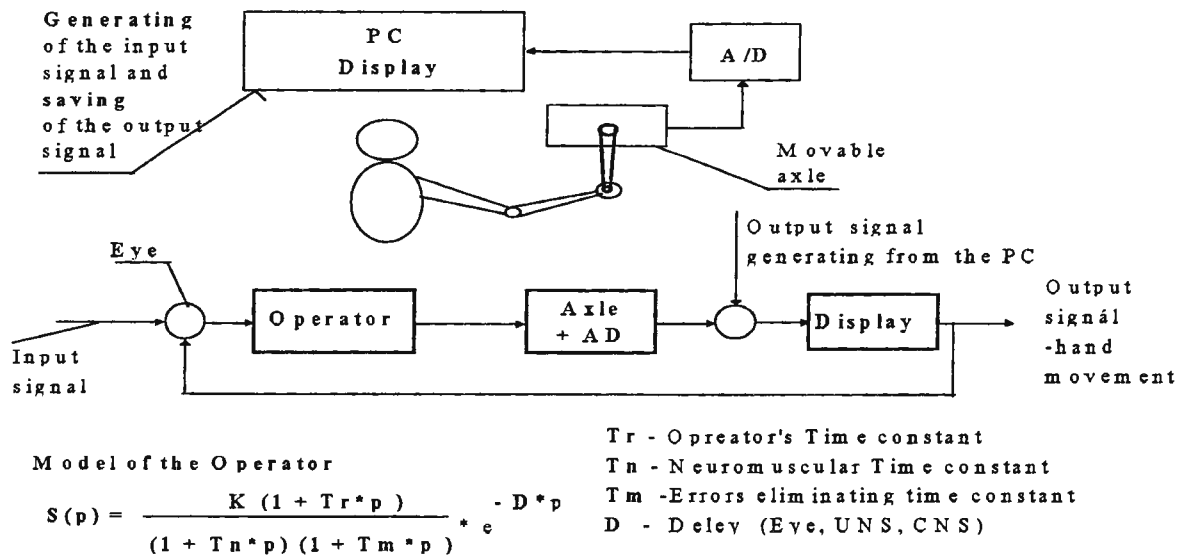 Generating
of the input
signal and
saving
of the output
signal
PC
Display
A/D
Movable
axle
Output signal
generating from the PC
Eye
Operator
Axle
+ AD
Display
Output
signál
-hand
movement
Input
signal
Model of the Operator
S(p) = K (1 + Tr*p) / (1 + Tn*p) (1 + Tm*p) * e - D*p
Tr - Opreator's Time constant
Tn - Neuromuscular Time constant
Tm -Errors eliminating time constant
D - Deley (Eye, UNS, CNS)